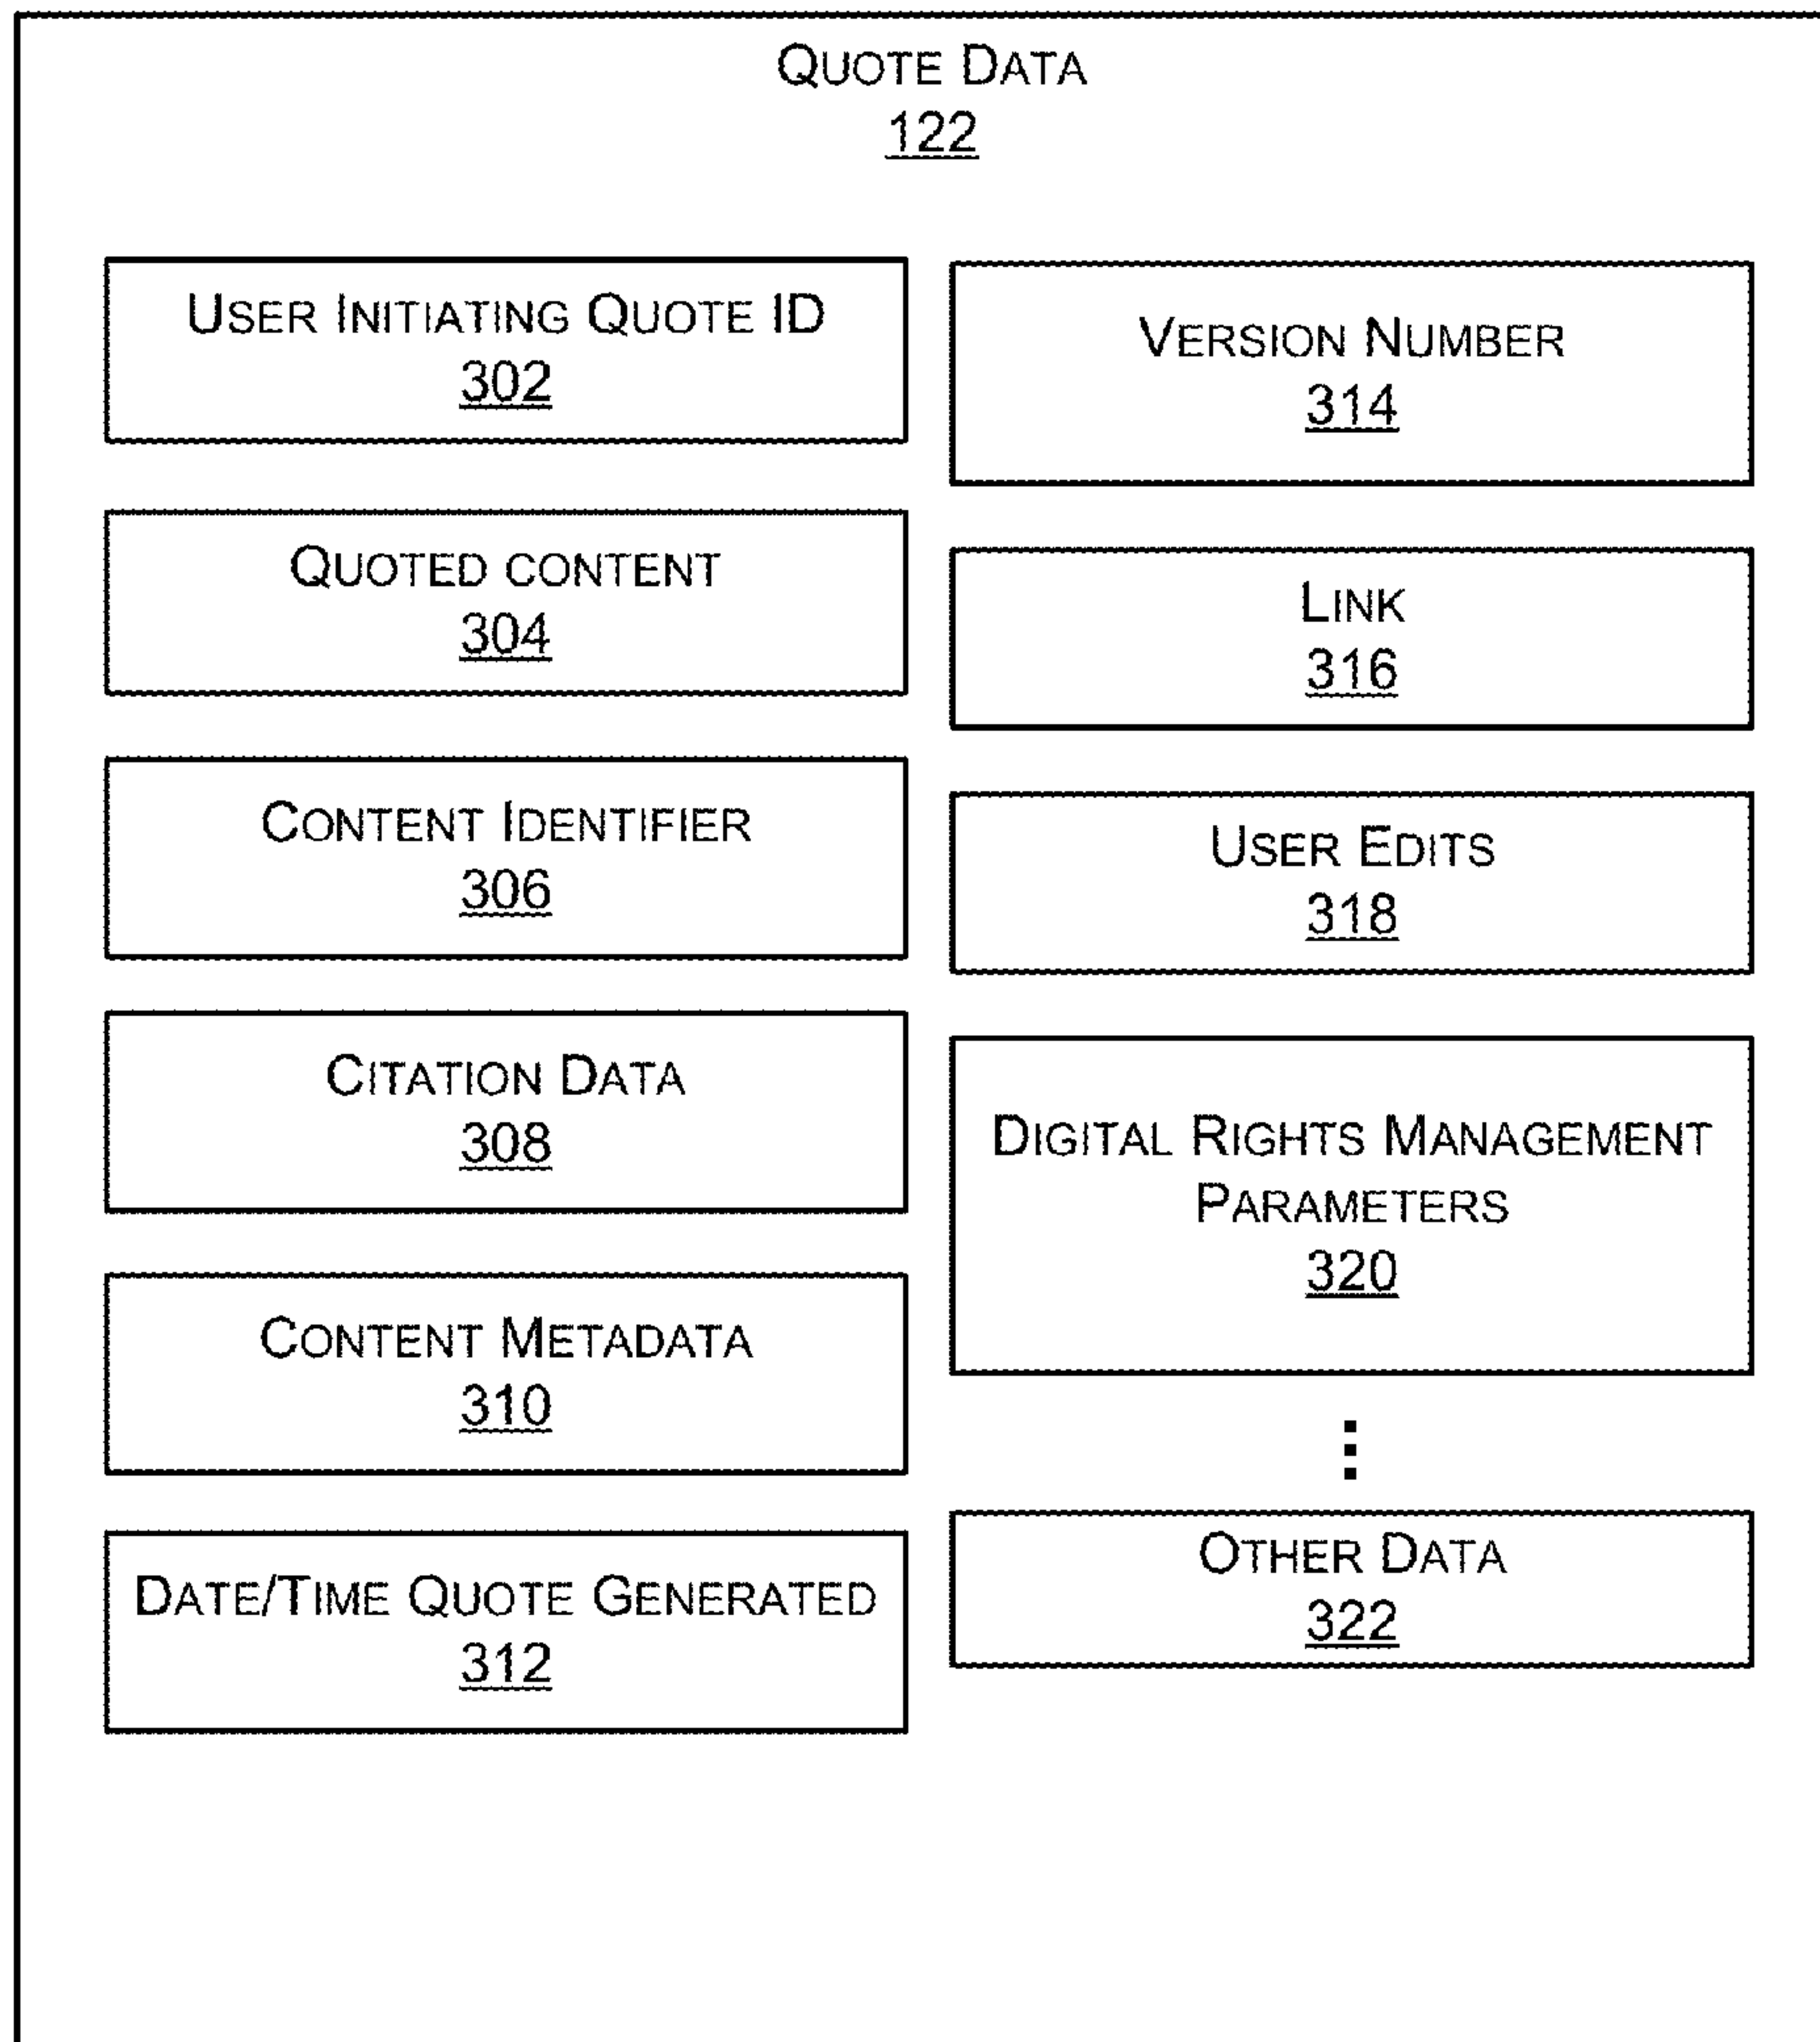 QUOTE DATA
122
USER INITIATING QUOTE ID
302
QUOTED CONTENT
304
CONTENT IDENTIFIER
306
CITATION DATA
308
CONTENT METADATA
310
DATE/TIME QUOTE GENERATED
312
VERSION NUMBER
314
LINK
316
USER EDITS
318
DIGITAL RIGHTS MANAGEMENT
PARAMETERS
320
OTHER DATA
322